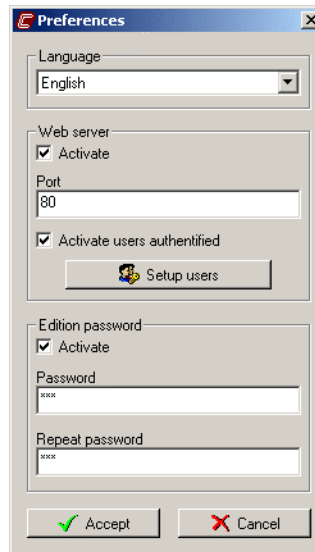 Preferences
Language
English
Web server
Activate
Port
80
Activate users authentified
Setup users
Edition password
Activate
Password
***
Repeat password
***
Accept
Cancel